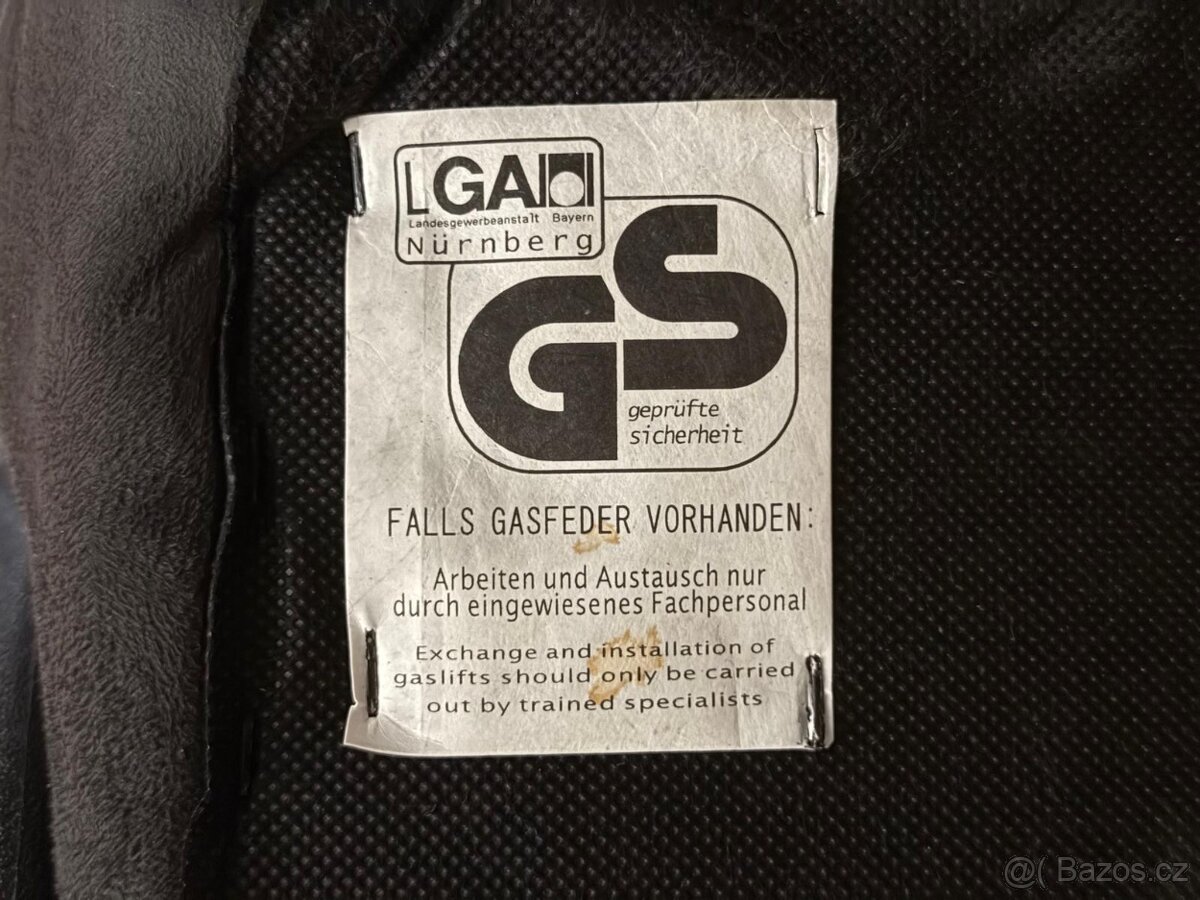 LGA
Landesgewerbeanstalt Bayern
Nürnberg
GS
geprüfte
sicherheit
FALLS GASFEDER VORHANDEN:
Arbeiten und Austausch nur
durch eingewiesenes Fachpersonal
Exchange and installation of
gaslifts should only be carried
out by trained specialists
@( Bazos.cz